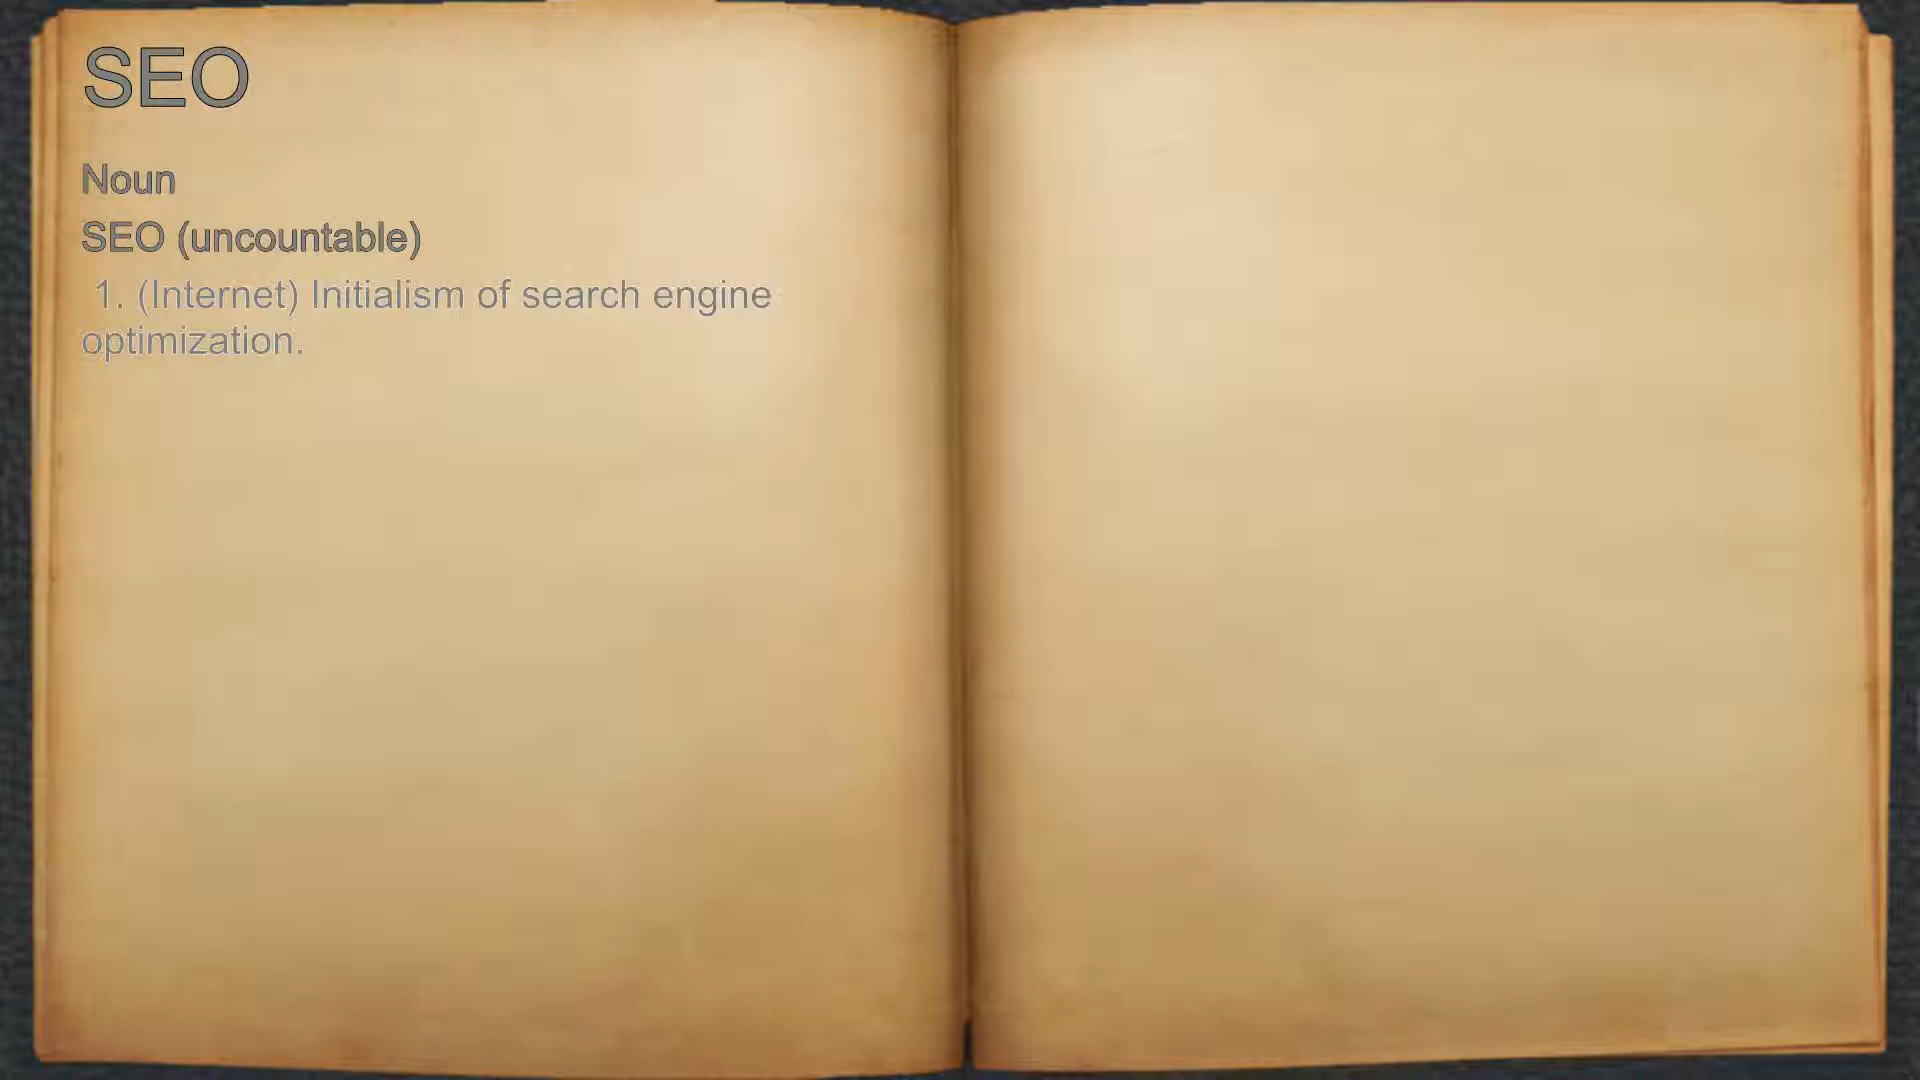 SEO
Noun
SEO (uncountable)
1. (Internet) Initialism of search engine
optimization.